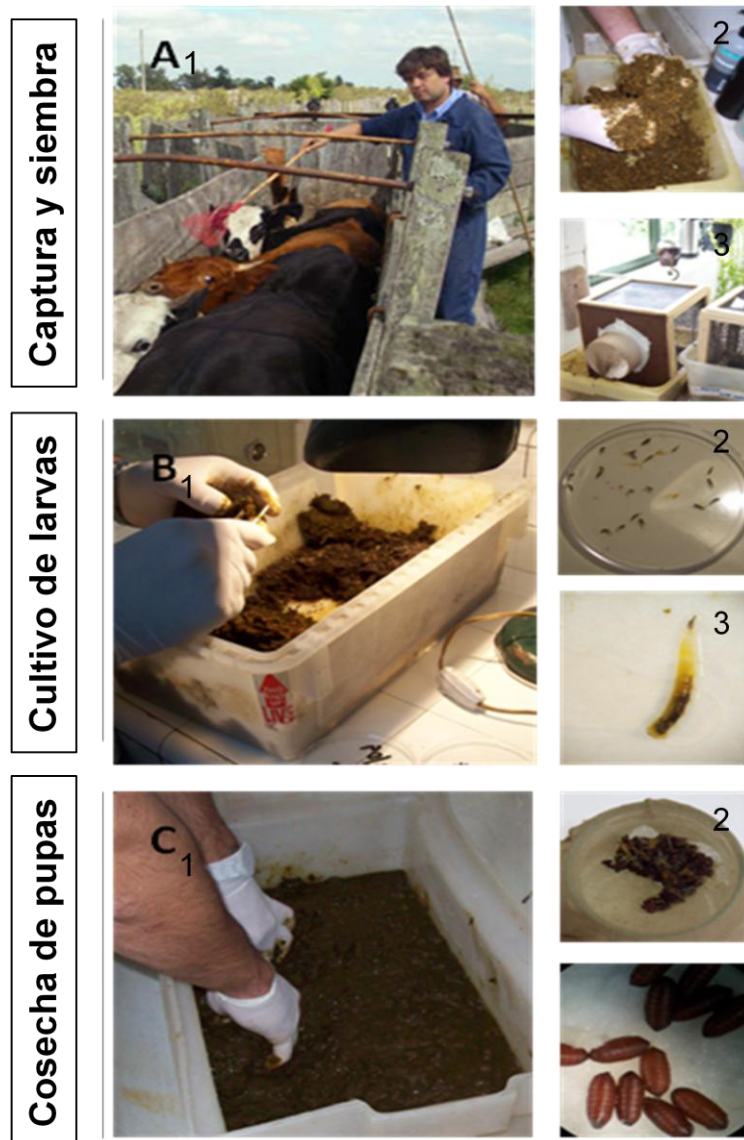 Captura y siembra
A1
2
3
Cultivo de larvas
B1
2
3
Cosecha de pupas
C1
2